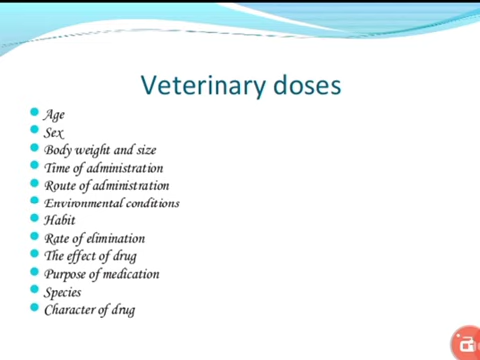 Veterinary doses
Age
Sex
Body weight and size
Time of administration
Route of administration
Environmental conditions
Habit
Rate of elimination
The effect of drug
Purpose of medication
Species
Character of drug